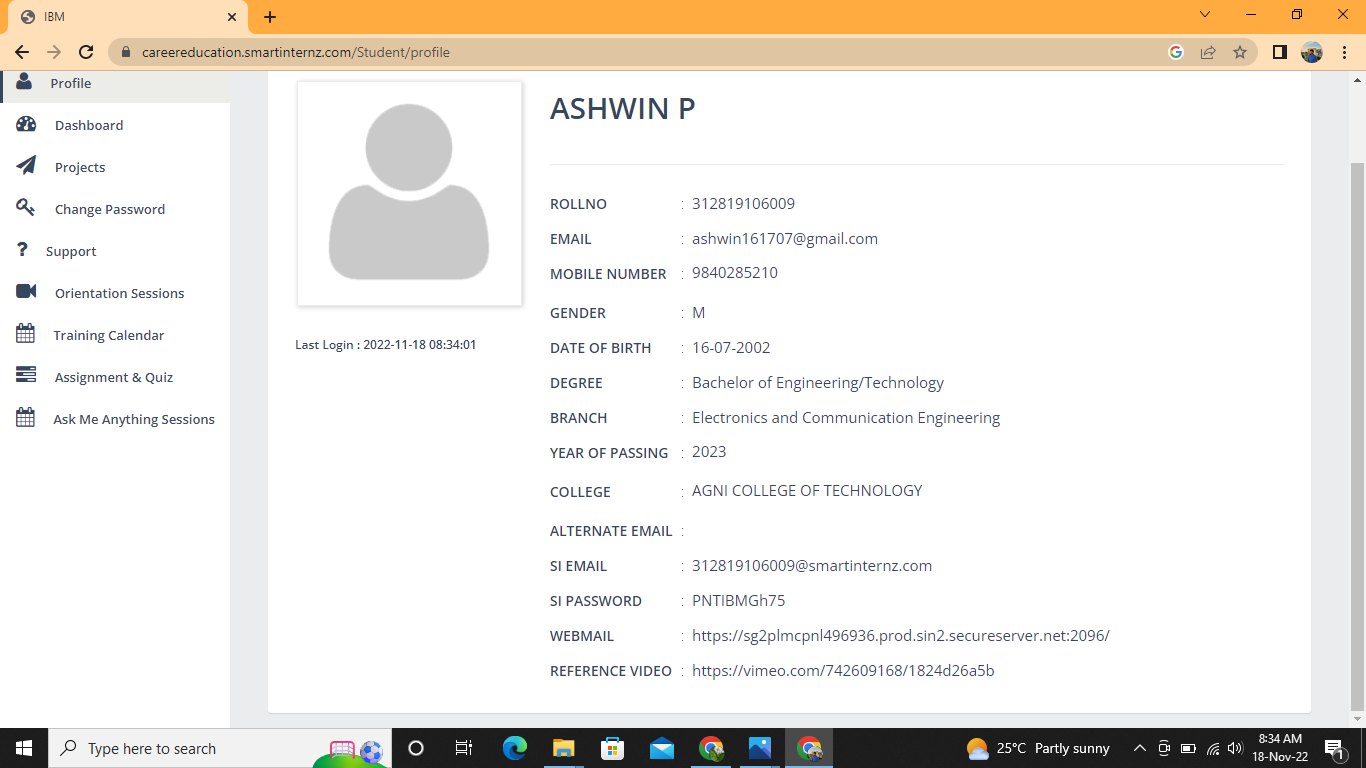 IBM
careereducation.smartinternz.com/Student/profile
Profile
Dashboard
Projects
Change Password
Support
Orientation Sessions
Training Calendar
Assignment & Quiz
Ask Me Anything Sessions
Last Login : 2022-11-18 08:34:01
ASHWIN P
ROLLNO : 312819106009
EMAIL : ashwin161707@gmail.com
MOBILE NUMBER : 9840285210
GENDER : M
DATE OF BIRTH : 16-07-2002
DEGREE : Bachelor of Engineering/Technology
BRANCH : Electronics and Communication Engineering
YEAR OF PASSING : 2023
COLLEGE : AGNI COLLEGE OF TECHNOLOGY
ALTERNATE EMAIL :
SI EMAIL : 312819106009@smartinternz.com
SI PASSWORD : PNTIBMGh75
WEBMAIL : https://sg2plmcpnl496936.prod.sin2.secureserver.net:2096/
REFERENCE VIDEO : https://vimeo.com/742609168/1824d26a5b
Type here to search
25°C Partly sunny
8:34 AM
18-Nov-22
1